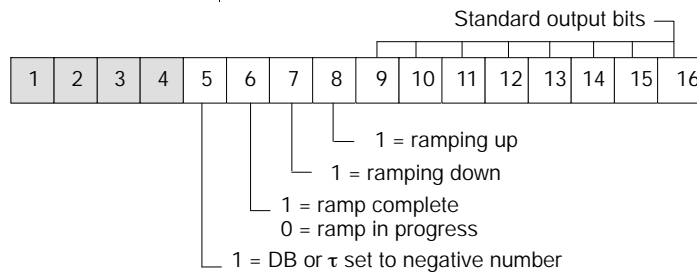 Standard output bits
1 2 3 4 5 6 7 8 9 10 11 12 13 14 15 16
1 = ramping up
1 = ramping down
1 = ramp complete
0 = ramp in progress
1 = DB or τ set to negative number